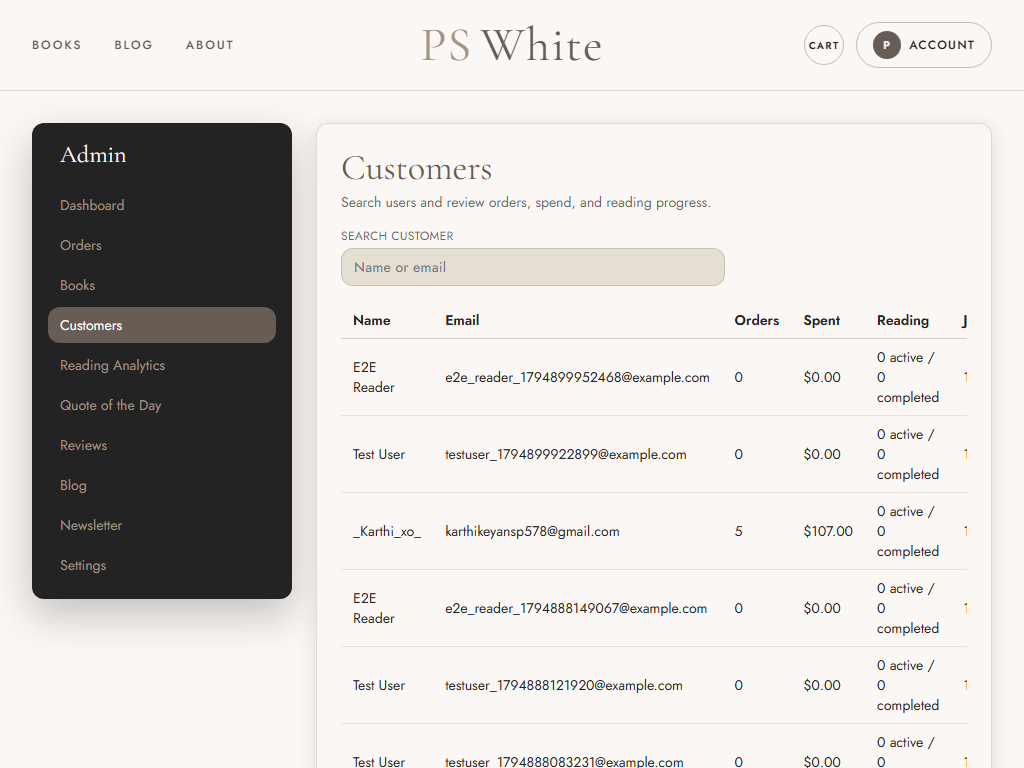 BOOKS BLOG ABOUT PS White CART P ACCOUNT
Admin
Dashboard
Orders
Books
Customers
Reading Analytics
Quote of the Day
Reviews
Blog
Newsletter
Settings
Customers
Search users and review orders, spend, and reading progress.
SEARCH CUSTOMER
Name or email
Name Email Orders Spent Reading
E2E Reader e2e_reader_1794899952468@example.com 0 $0.00 0 active / 0 completed
Test User testuser_1794899922899@example.com 0 $0.00 0 active / 0 completed
_Karthi_xo_ karthikeyansp578@gmail.com 5 $107.00 0 active / 0 completed
E2E Reader e2e_reader_1794888149067@example.com 0 $0.00 0 active / 0 completed
Test User testuser_1794888121920@example.com 0 $0.00 0 active / 0 completed
Test User testuser_1794888083231@example.com 0 $0.00 0 active / 0